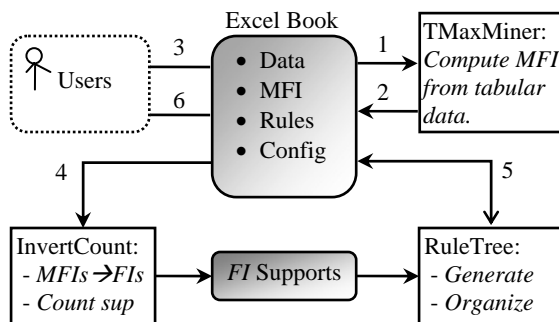 Excel Book
3
Users
6
• Data
• MFI
• Rules
• Config
1
2
TMaxMiner:
Compute MFI
from tabular
data.
4
5
InvertCount:
- MFIs→FIs
- Count sup
FI Supports
RuleTree:
- Generate
- Organize